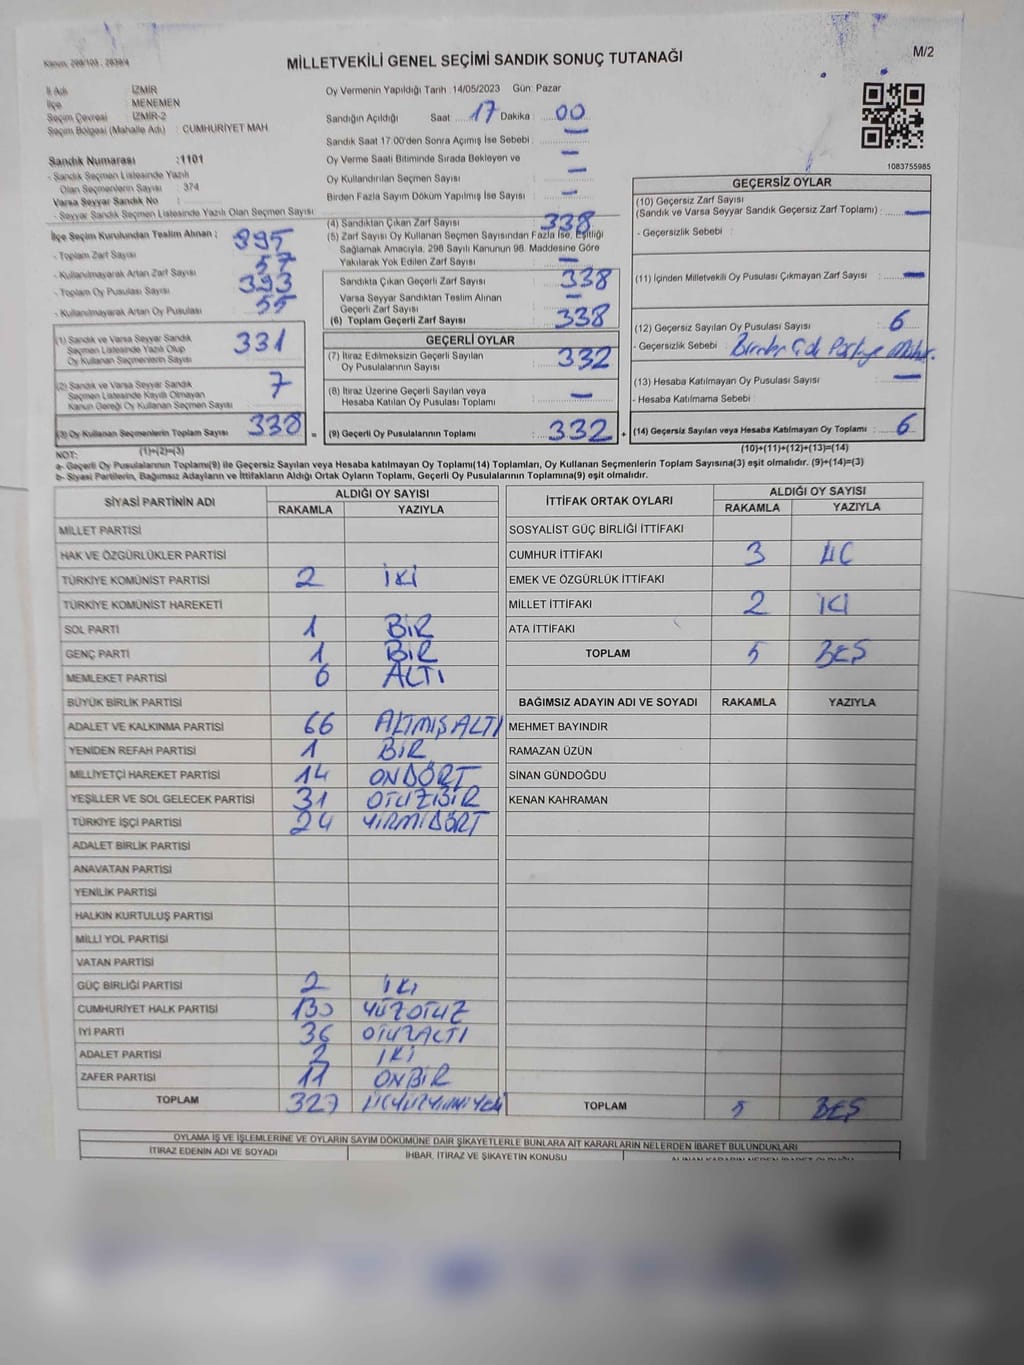 Kanun. 298/105 , 2839/4
MİLLETVEKİLİ GENEL SEÇİMİ SANDIK SONUÇ TUTANAĞI
M/2
İl Adı : İZMİR
İlçe : MENEMEN
Seçim Çevresi : İZMİR-2
Seçim Bölgesi (Mahalle Adı) : CUMHURİYET MAH
Sandık Numarası :1101
- Sandık Seçmen Listesinde Yazılı
Olan Seçmenlerin Sayısı : 374
Varsa Seyyar Sandık No :
- Seyyar Sandık Seçmen Listesinde Yazılı Olan Seçmen Sayısı
İlçe Seçim Kurulundan Teslim Alınan ;
- Toplam Zarf Sayısı : 395
- Kullanılmayarak Artan Zarf Sayısı : 57
- Toplam Oy Pusulası Sayısı : 393
- Kullanılmayarak Artan Oy Pusulası : 55
(1) Sandık ve Varsa Seyyar Sandık
Seçmen Listesinde Yazılı Olup
Oy Kullanan Seçmenlerin Sayısı : 331
(2) Sandık ve Varsa Seyyar Sandık
Seçmen Listesinde Kayıtlı Olmayan
Kanun Gereği Oy Kullanan Seçmen Sayısı : 7
(3) Oy Kullanan Seçmenlerin Toplam Sayısı 338 =
(1)+(2)=(3)
Oy Vermenin Yapıldığı Tarih :14/05/2023 Gün: Pazar
Sandığın Açıldığı Saat 17 Dakika : 00
Sandık Saat 17:00'den Sonra Açımış İse Sebebi : —
Oy Verme Saati Bitiminde Sırada Bekleyen ve —
Oy Kullandırılan Seçmen Sayısı : —
Birden Fazla Sayım Döküm Yapılmış İse Sayısı : —
(4) Sandıktan Çıkan Zarf Sayısı : 338
(5) Zarf Sayısı Oy Kullanan Seçmen Sayısından Fazla İse, Eşitliği
Sağlamak Amacıyla, 298 Sayılı Kanunun 98. Maddesine Göre
Yakılarak Yok Edilen Zarf Sayısı : —
Sandıkta Çıkan Geçerli Zarf Sayısı : 338
Varsa Seyyar Sandıktan Teslim Alınan
Geçerli Zarf Sayısı : —
(6) Toplam Geçerli Zarf Sayısı : 338
GEÇERLİ OYLAR
(7) İtiraz Edilmeksizin Geçerli Sayılan
Oy Pusulalarının Sayısı : 332
(8) İtiraz Üzerine Geçerli Sayılan veya
Hesaba Katılan Oy Pusulası Toplamı : —
(9) Geçerli Oy Pusulalarının Toplamı : 332 +
1083755985
GEÇERSİZ OYLAR
(10) Geçersiz Zarf Sayısı
(Sandık ve Varsa Seyyar Sandık Geçersiz Zarf Toplamı) : —
- Geçersizlik Sebebi :
(11) İçinden Milletvekili Oy Pusulası Çıkmayan Zarf Sayısı : —
(12) Geçersiz Sayılan Oy Pusulası Sayısı : 6
- Geçersizlik Sebebi : Birden Çok Partiye Mühür.
(13) Hesaba Katılmayan Oy Pusulası Sayısı : —
- Hesaba Katılmama Sebebi :
(14) Geçersiz Sayılan veya Hesaba Katılmayan Oy Toplamı : 6
(10)+(11)+(12)+(13)=(14)
NOT:
a- Geçerli Oy Pusulalarının Toplamı(9) ile Geçersiz Sayılan veya Hesaba katılmayan Oy Toplamı(14) Toplamları, Oy Kullanan Seçmenlerin Toplam Sayısına(3) eşit olmalıdır. (9)+(14)=(3)
b- Siyasi Partilerin, Bağımsız Adayların ve İttifakların Aldığı Ortak Oyların Toplamı, Geçerli Oy Pusulalarının Toplamına(9) eşit olmalıdır.
SİYASİ PARTİNİN ADI ALDIĞI OY SAYISI
RAKAMLA YAZIYLA
MİLLET PARTİSİ
HAK VE ÖZGÜRLÜKLER PARTİSİ
TÜRKİYE KOMÜNİST PARTİSİ 2 İKİ
TÜRKİYE KOMÜNİST HAREKETİ
SOL PARTİ 1 BİR
GENÇ PARTİ 1 BİR
MEMLEKET PARTİSİ 6 ALTI
BÜYÜK BİRLİK PARTİSİ
ADALET VE KALKINMA PARTİSİ 66 ALTMIŞALTI
YENİDEN REFAH PARTİSİ 1 BİR
MİLLİYETÇİ HAREKET PARTİSİ 14 ONDÖRT
YEŞİLLER VE SOL GELECEK PARTİSİ 31 OTUZBİR
TÜRKİYE İŞÇİ PARTİSİ 24 YİRMİDÖRT
ADALET BİRLİK PARTİSİ
ANAVATAN PARTİSİ
YENİLİK PARTİSİ
HALKIN KURTULUŞ PARTİSİ
MİLLİ YOL PARTİSİ
VATAN PARTİSİ
GÜÇ BİRLİĞİ PARTİSİ 2 İKİ
CUMHURİYET HALK PARTİSİ 130 YÜZOTUZ
İYİ PARTİ 36 OTUZALTI
ADALET PARTİSİ 2 İKİ
ZAFER PARTİSİ 11 ONBİR
TOPLAM 327 ÜÇYÜZYİRMİYEDİ
İTTİFAK ORTAK OYLARI ALDIĞI OY SAYISI
RAKAMLA YAZIYLA
SOSYALİST GÜÇ BİRLİĞİ İTTİFAKI
CUMHUR İTTİFAKI 3 ÜÇ
EMEK VE ÖZGÜRLÜK İTTİFAKI
MİLLET İTTİFAKI 2 İKİ
ATA İTTİFAKI
TOPLAM 5 BEŞ
BAĞIMSIZ ADAYIN ADI VE SOYADI RAKAMLA YAZIYLA
MEHMET BAYINDIR
RAMAZAN ÜZÜN
SİNAN GÜNDOĞDU
KENAN KAHRAMAN
TOPLAM 5 BEŞ
OYLAMA İŞ VE İŞLEMLERİNE VE OYLARIN SAYIM DÖKÜMÜNE DAİR ŞİKAYETLERLE BUNLARA AİT KARARLARIN NELERDEN İBARET BULUNDUKLARI
İTİRAZ EDENİN ADI VE SOYADI İHBAR, İTİRAZ VE ŞİKAYETİN KONUSU